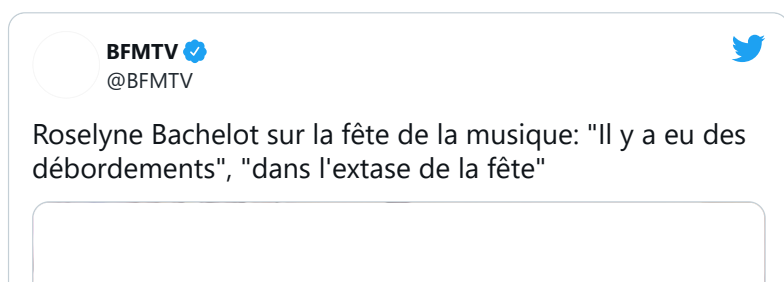 BFMTV
@BFMTV
Roselyne Bachelot sur la fête de la musique: "Il y a eu des
débordements", "dans l'extase de la fête"